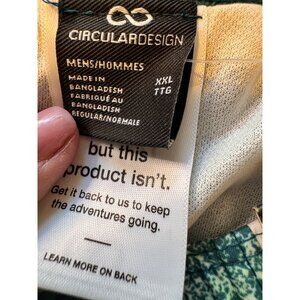 CIRCULARDESIGN
MENS/HOMMES
MADE IN
BANGLADESH
FABRIQUÉ AU
BANGLADESH
REGULAR/NORMALE
XXL
TTG
but this
product isn't.
Get it back to us to keep
the adventures going.
LEARN MORE ON BACK